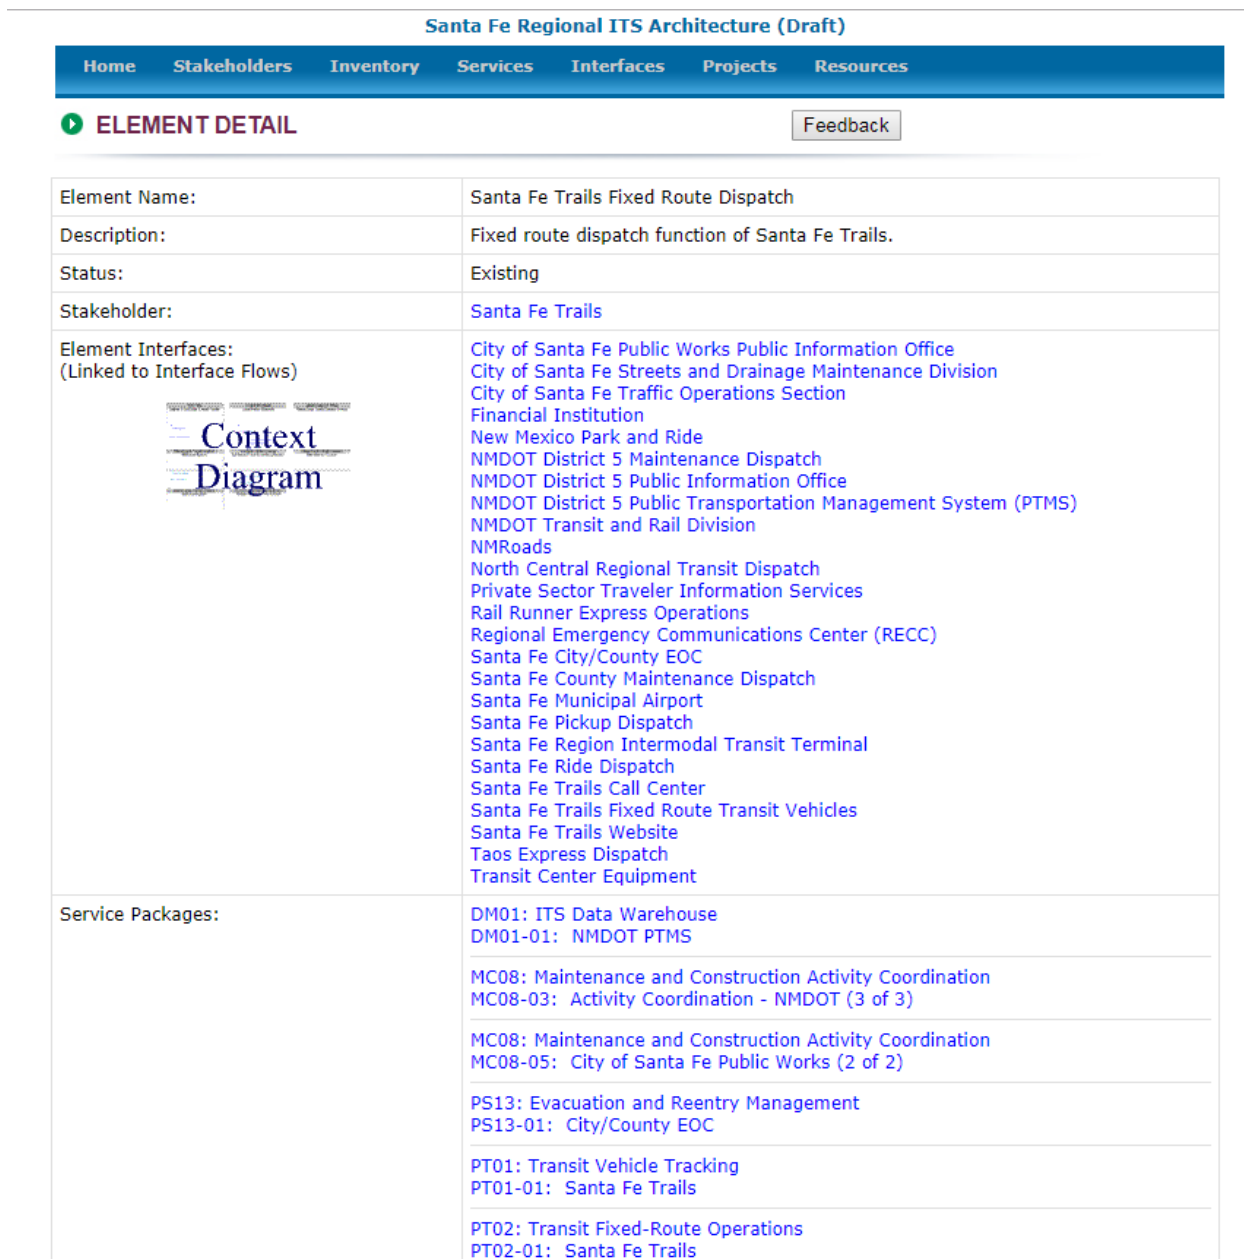 Santa Fe Regional ITS Architecture (Draft)
Home Stakeholders Inventory Services Interfaces Projects Resources
ELEMENT DETAIL
Feedback
Element Name: Santa Fe Trails Fixed Route Dispatch
Description: Fixed route dispatch function of Santa Fe Trails.
Status: Existing
Stakeholder: Santa Fe Trails
Element Interfaces:
(Linked to Interface Flows)
Context
Diagram
City of Santa Fe Public Works Public Information Office
City of Santa Fe Streets and Drainage Maintenance Division
City of Santa Fe Traffic Operations Section
Financial Institution
New Mexico Park and Ride
NMDOT District 5 Maintenance Dispatch
NMDOT District 5 Public Information Office
NMDOT District 5 Public Transportation Management System (PTMS)
NMDOT Transit and Rail Division
NMRoads
North Central Regional Transit Dispatch
Private Sector Traveler Information Services
Rail Runner Express Operations
Regional Emergency Communications Center (RECC)
Santa Fe City/County EOC
Santa Fe County Maintenance Dispatch
Santa Fe Municipal Airport
Santa Fe Pickup Dispatch
Santa Fe Region Intermodal Transit Terminal
Santa Fe Ride Dispatch
Santa Fe Trails Call Center
Santa Fe Trails Fixed Route Transit Vehicles
Santa Fe Trails Website
Taos Express Dispatch
Transit Center Equipment
Service Packages:
DM01: ITS Data Warehouse
DM01-01: NMDOT PTMS
MC08: Maintenance and Construction Activity Coordination
MC08-03: Activity Coordination - NMDOT (3 of 3)
MC08: Maintenance and Construction Activity Coordination
MC08-05: City of Santa Fe Public Works (2 of 2)
PS13: Evacuation and Reentry Management
PS13-01: City/County EOC
PT01: Transit Vehicle Tracking
PT01-01: Santa Fe Trails
PT02: Transit Fixed-Route Operations
PT02-01: Santa Fe Trails